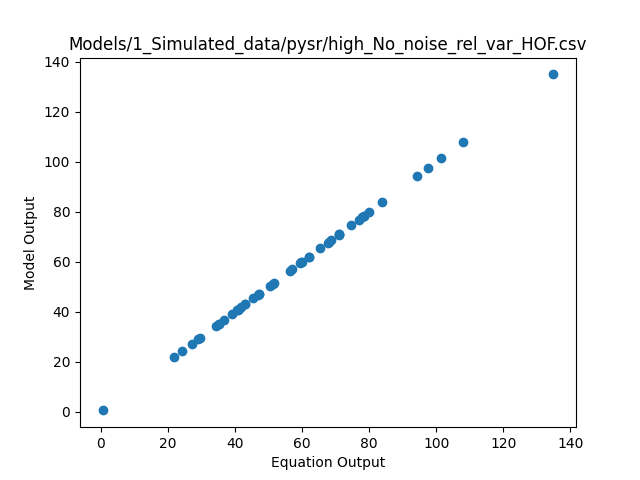 Models/1_Simulated_data/pysr/high_No_noise_rel_var_HOF.csv
140
120
100
80
60
40
20
0
Model Output
0 20 40 60 80 100 120 140
Equation Output